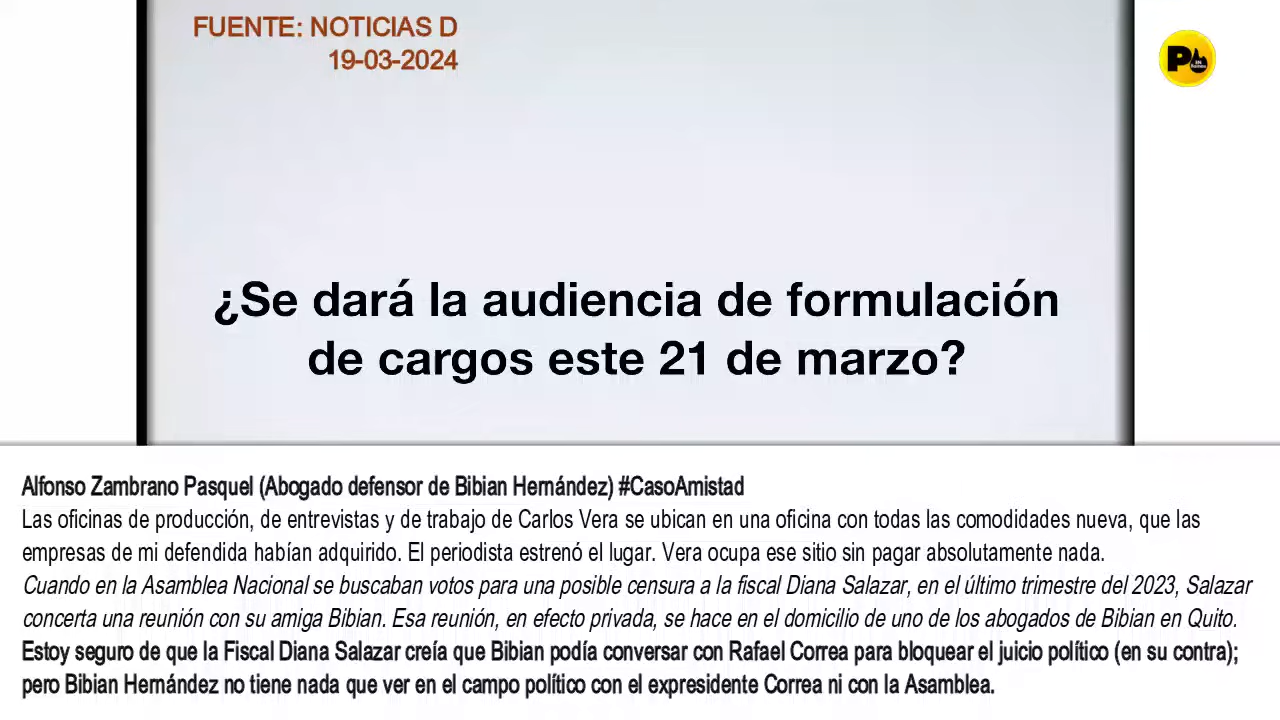 FUENTE: NOTICIAS D
19-03-2024
P
¿Se dará la audiencia de formulación
de cargos este 21 de marzo?
Alfonso Zambrano Pasquel (Abogado defensor de Bibian Hernández) #CasoAmistad
Las oficinas de producción, de entrevistas y de trabajo de Carlos Vera se ubican en una oficina con todas las comodidades nueva, que las
empresas de mi defendida habían adquirido. El periodista estrenó el lugar. Vera ocupa ese sitio sin pagar absolutamente nada.
Cuando en la Asamblea Nacional se buscaban votos para una posible censura a la fiscal Diana Salazar, en el último trimestre del 2023, Salazar
concerta una reunión con su amiga Bibian. Esa reunión, en efecto privada, se hace en el domicilio de uno de los abogados de Bibian en Quito.
Estoy seguro de que la Fiscal Diana Salazar creía que Bibian podía conversar con Rafael Correa para bloquear el juicio político (en su contra);
pero Bibian Hernández no tiene nada que ver en el campo político con el expresidente Correa ni con la Asamblea.